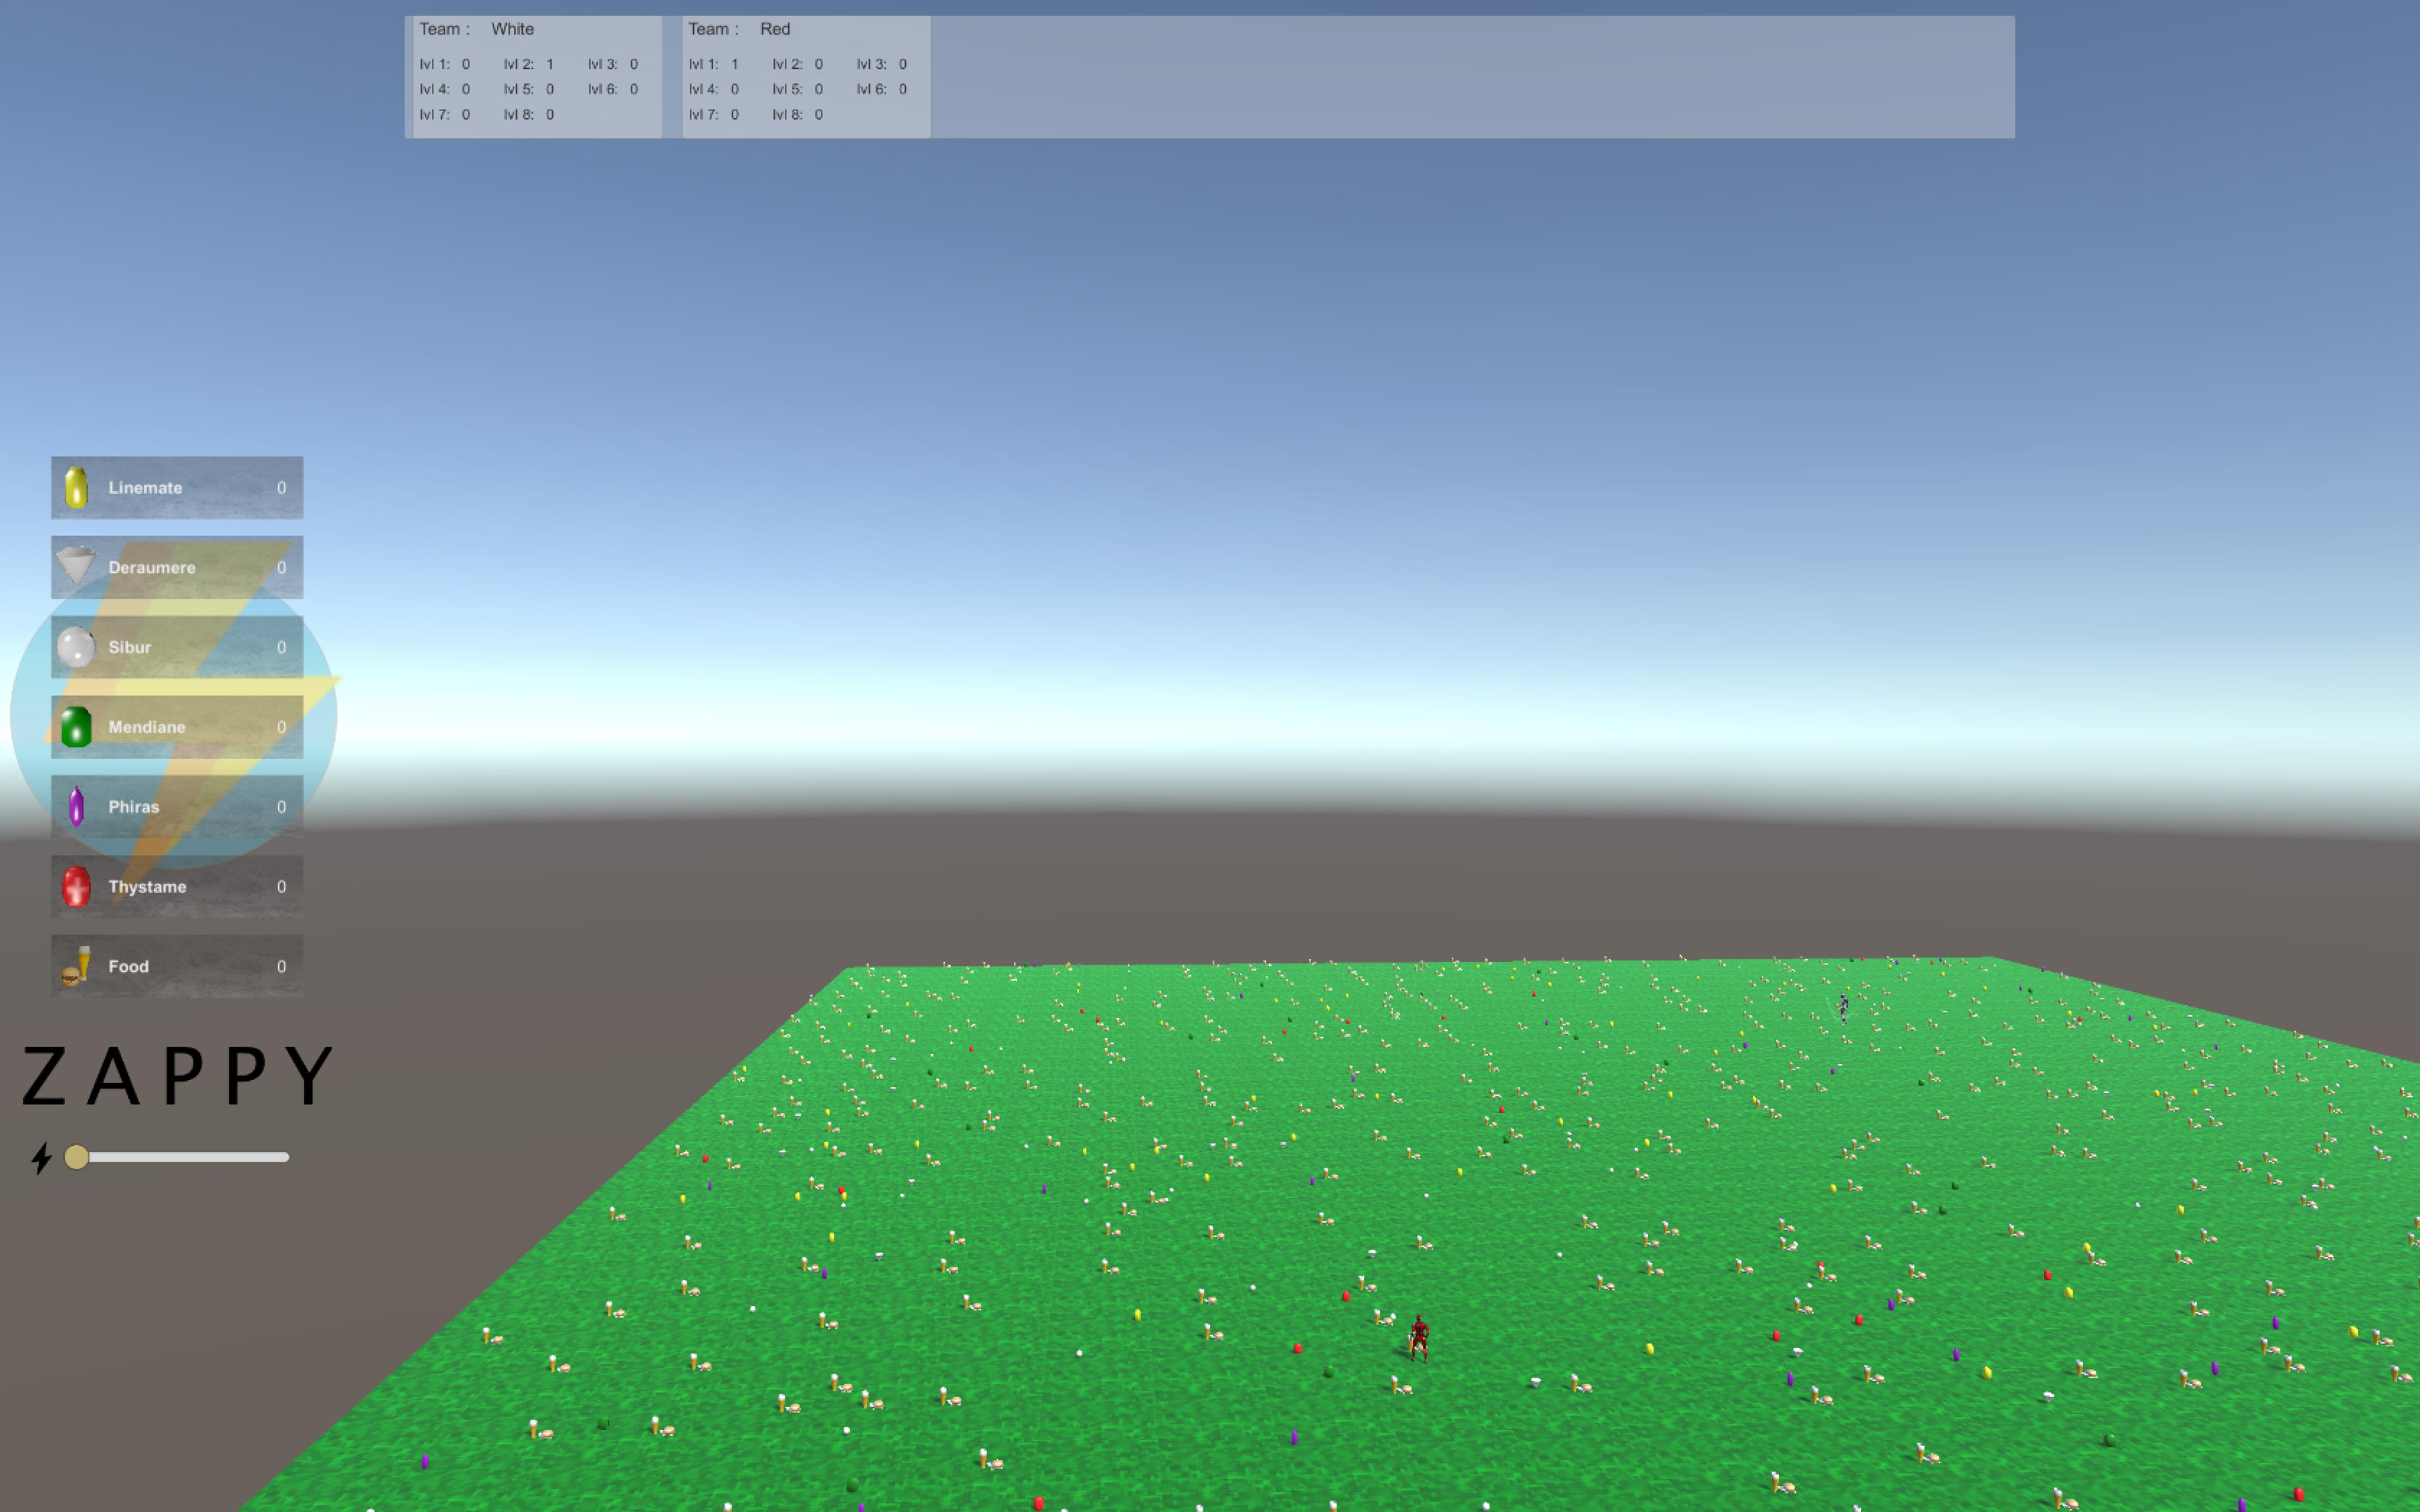 Team : White
lvl 1: 0 lvl 2: 1 lvl 3: 0
lvl 4: 0 lvl 5: 0 lvl 6: 0
lvl 7: 0 lvl 8: 0
Team : Red
lvl 1: 1 lvl 2: 0 lvl 3: 0
lvl 4: 0 lvl 5: 0 lvl 6: 0
lvl 7: 0 lvl 8: 0
Linemate 0
Deraumere 0
Sibur 0
Mendiane 0
Phiras 0
Thystame 0
Food 0
ZAPPY